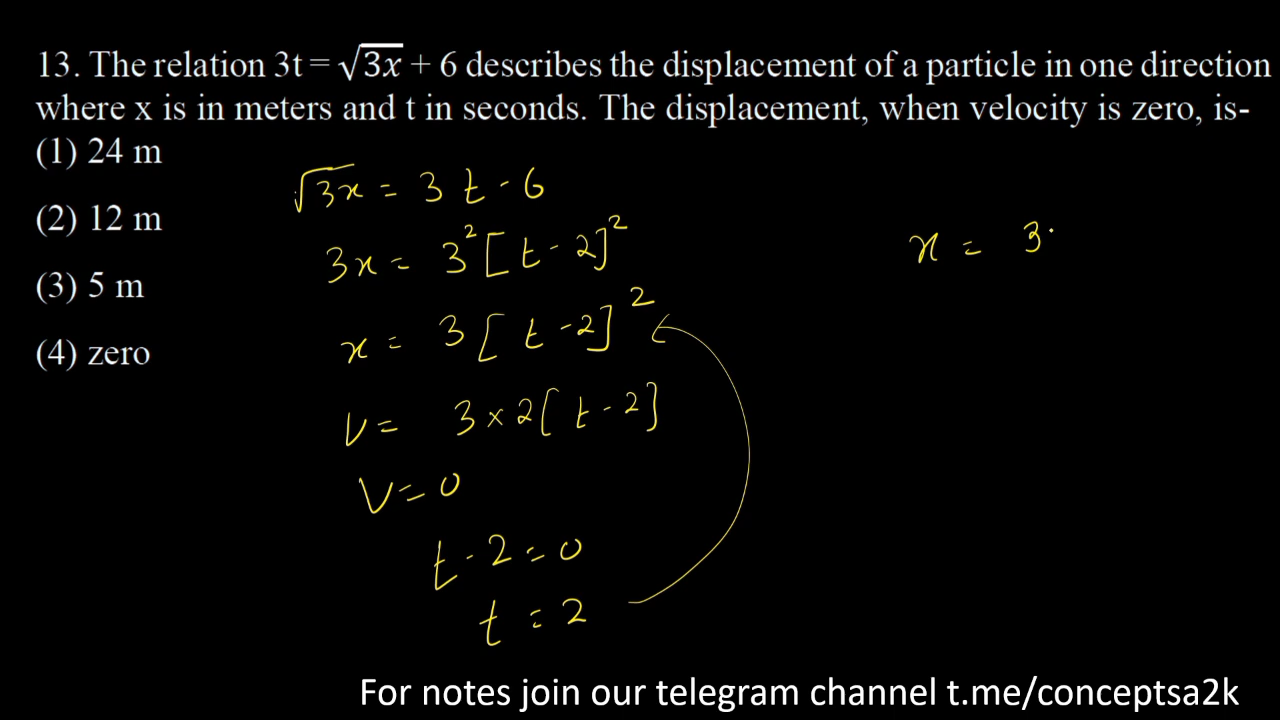 13. The relation 3t = √3x + 6 describes the displacement of a particle in one direction
where x is in meters and t in seconds. The displacement, when velocity is zero, is-
(1) 24 m
(2) 12 m
(3) 5 m
(4) zero
√3x = 3t - 6
3x = 3²[t - 2]²
x = 3[t - 2]²
v = 3 × 2[t - 2]
V = 0
t - 2 = 0
t = 2
x = 3·
For notes join our telegram channel t.me/conceptsa2k